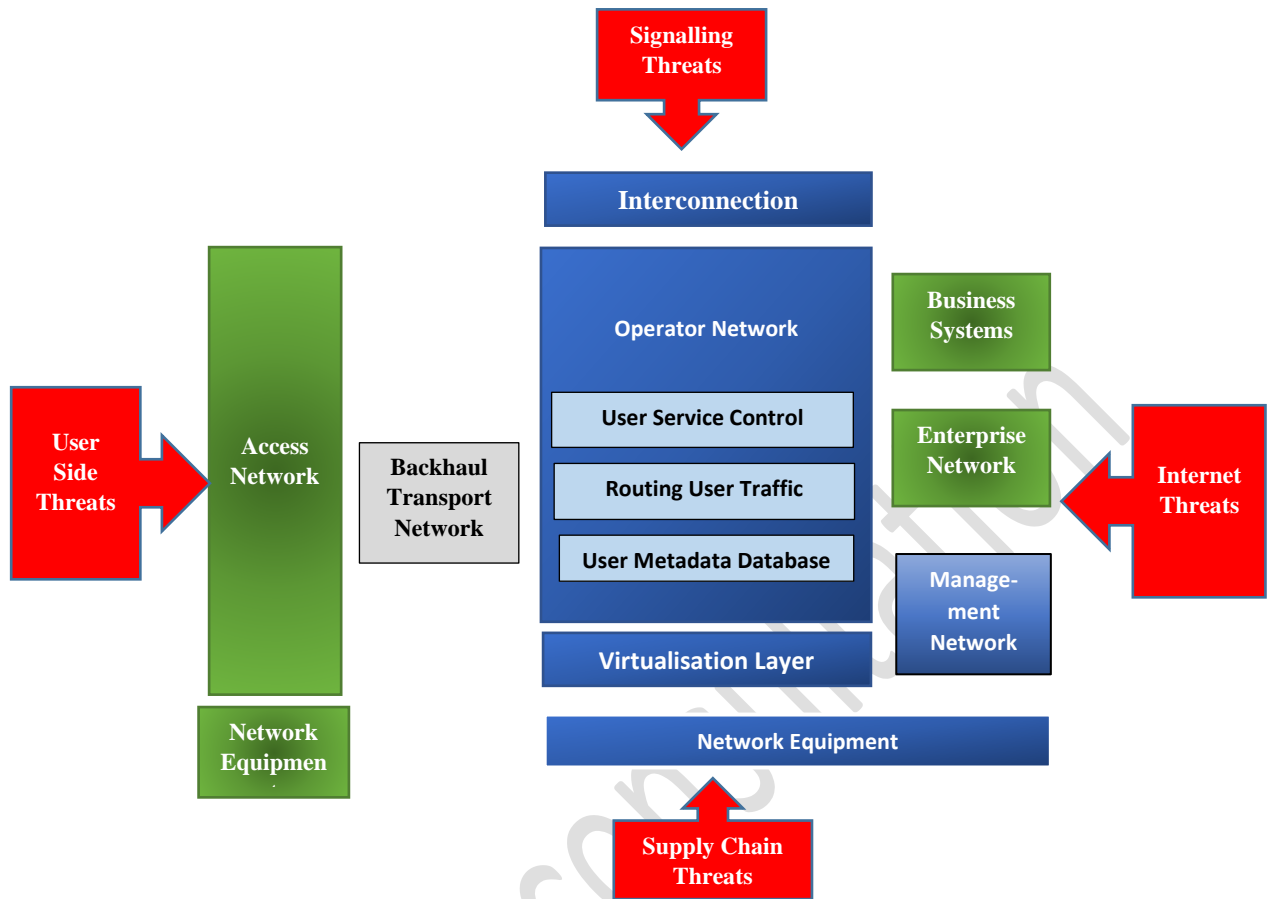 Signalling
Threats
Interconnection
Operator Network
User Service Control
Routing User Traffic
User Metadata Database
Virtualisation Layer
Network Equipment
Business
Systems
Enterprise
Network
Manage-
ment
Network
Internet
Threats
User
Side
Threats
Access
Network
Backhaul
Transport
Network
Network
Equipmen
Supply Chain
Threats